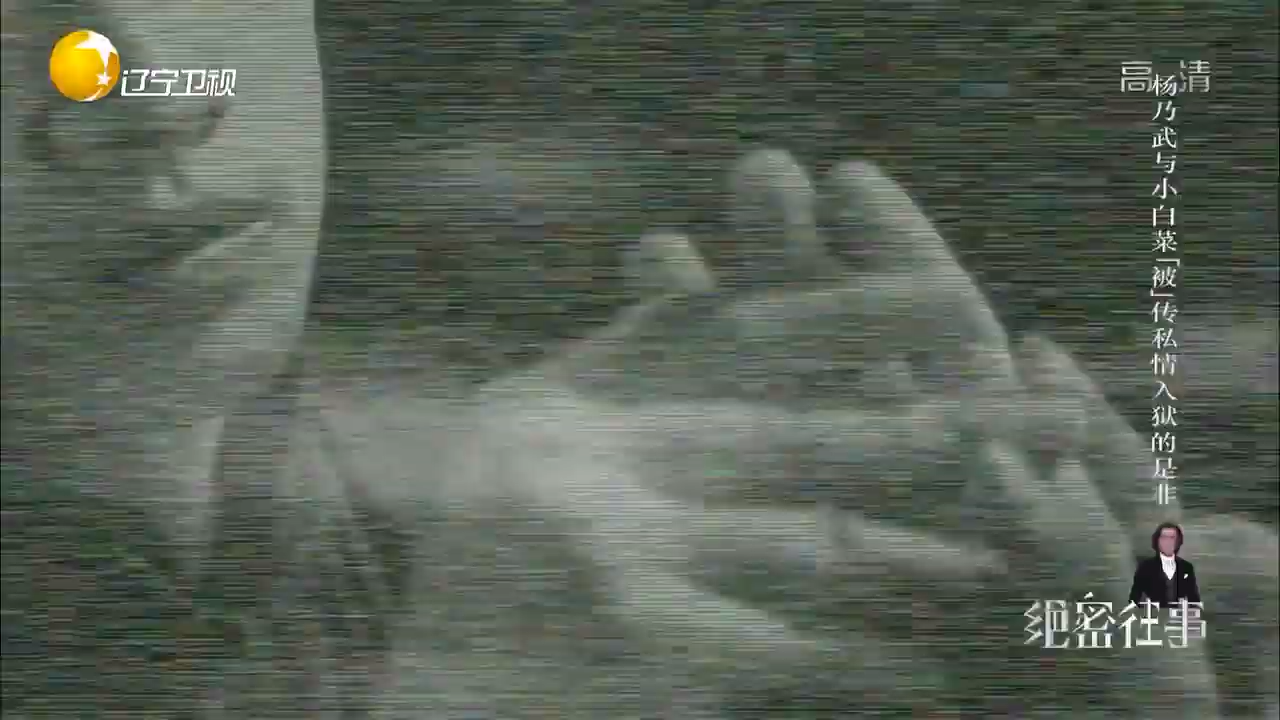 辽宁卫视
高清
杨乃武与小白菜「被」传私情入狱的是非
绝密往事